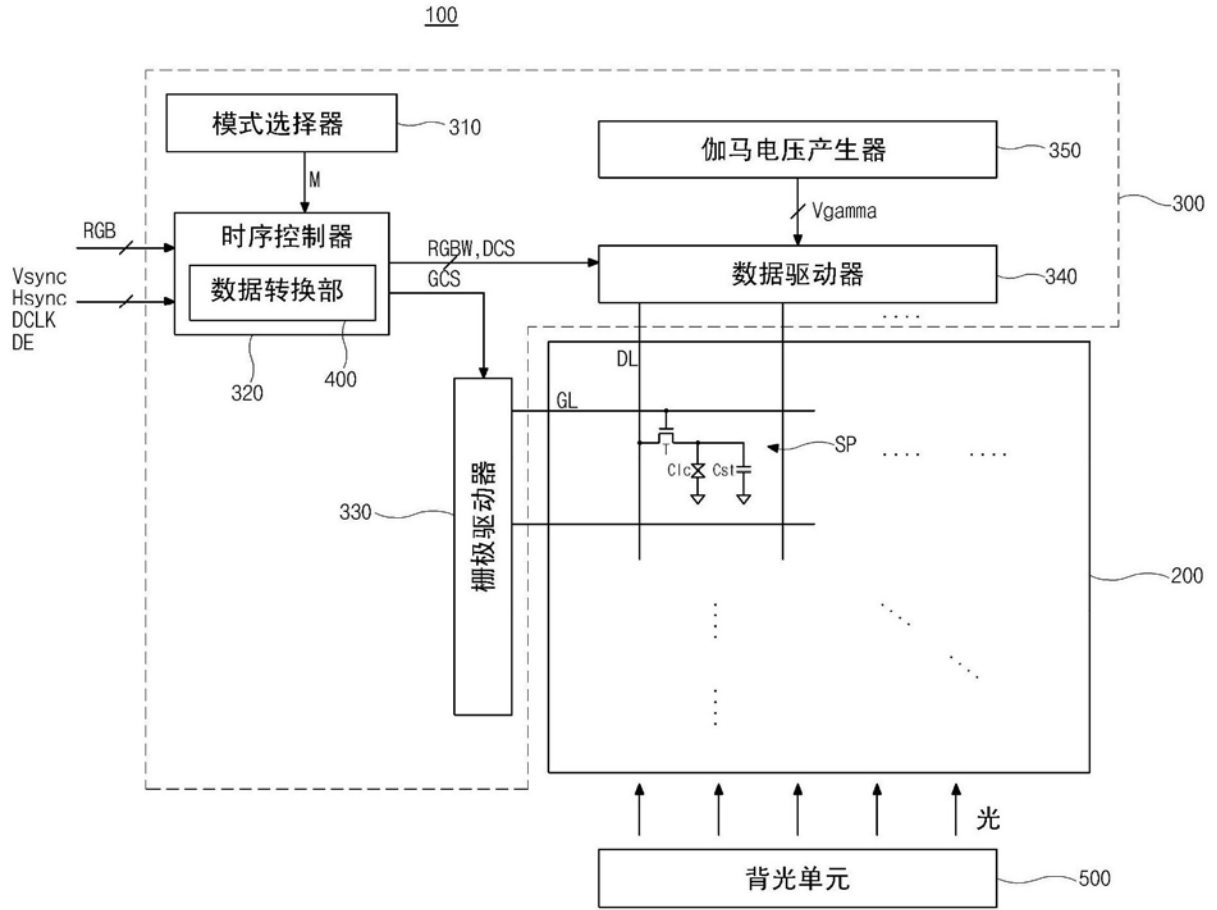 100
模式选择器
310
伽马电压产生器
350
M
Vgamma
300
RGB
时序控制器
RGBW,DCS
数据驱动器
340
Vsync
Hsync
DCLK
DE
数据转换部
GCS
320
400
DL
GL
T
Clc
Cst
SP
330
栅极驱动器
200
光
背光单元
500